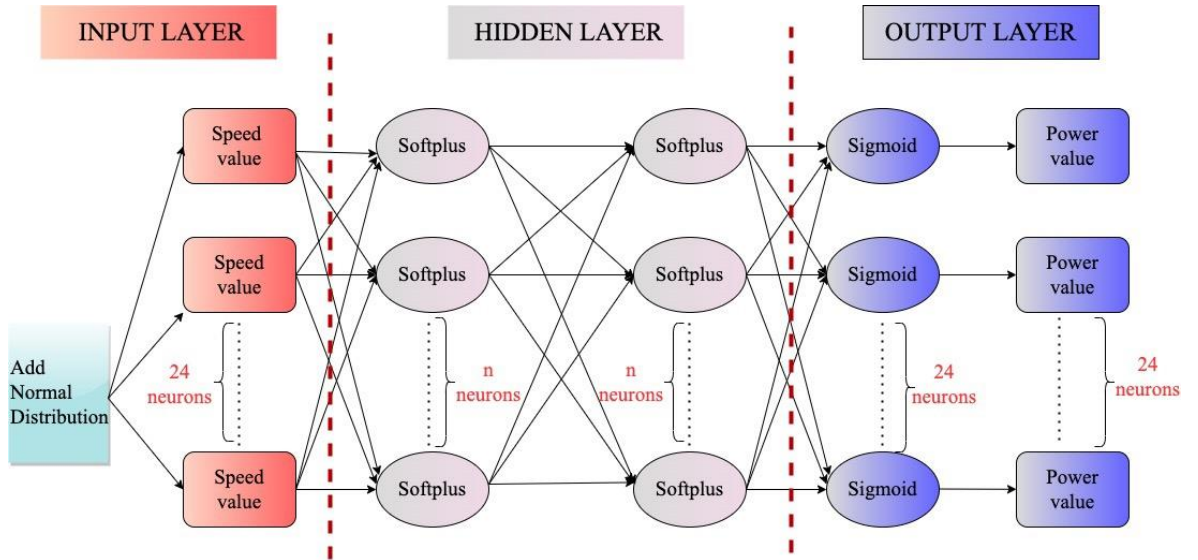 INPUT LAYER
HIDDEN LAYER
OUTPUT LAYER
Speed
value
Softplus
Softplus
Sigmoid
Power
value
Speed
value
Softplus
Softplus
Sigmoid
Power
value
Add
Normal
Distribution
24
neurons
n
neurons
n
neurons
24
neurons
24
neurons
Speed
value
Softplus
Softplus
Sigmoid
Power
value